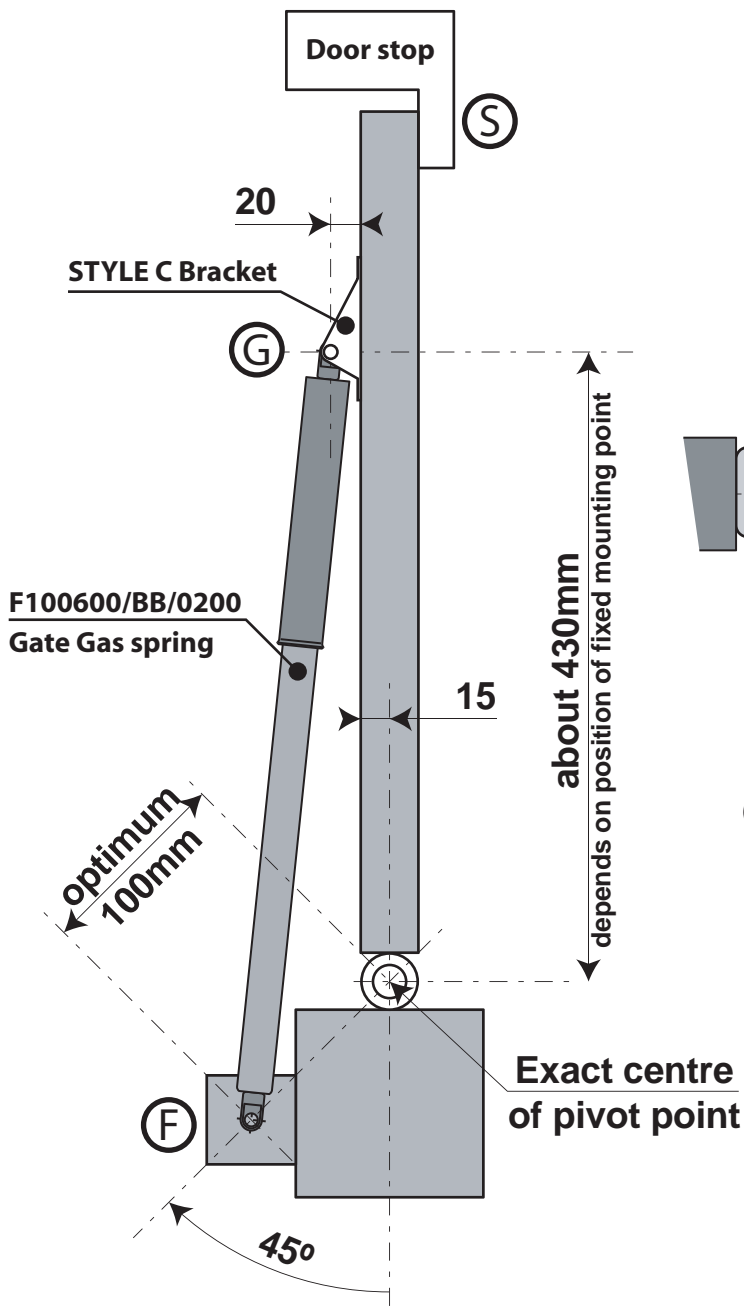 Door stop
S
20
STYLE C Bracket
G
F100600/BB/0200
Gate Gas spring
15
about 430mm
depends on position of fixed mounting point
optimum
100mm
Exact centre
of pivot point
F
45º